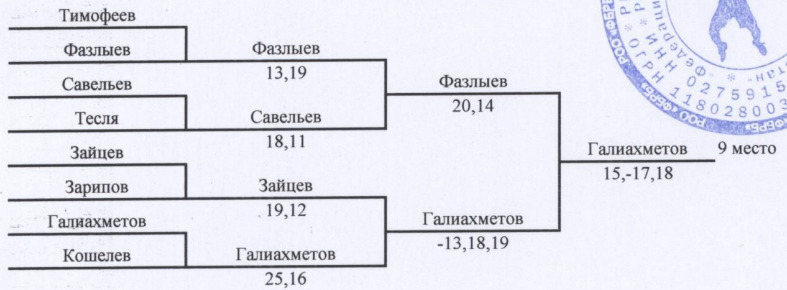 Тимофеев
Фазлыев
Фазлыев
13,19
Савельев
Фазлыев
20,14
Тесля
Савельев
18,11
Зайцев
Галиахметов 9 место
15,-17,18
Зарипов
Зайцев
19,12
Галиахметов
Галиахметов
-13,18,19
Кошелев
Галиахметов
25,16